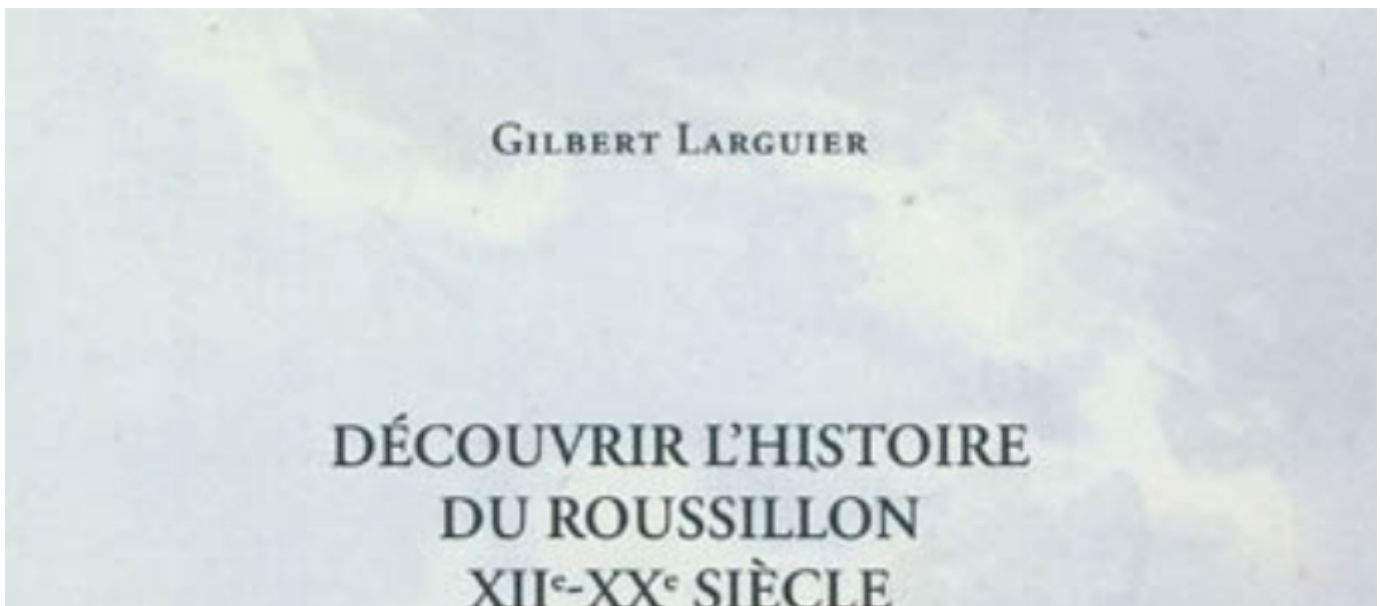 GILBERT LARGUIER
DÉCOUVRIR L'HISTOIRE
DU ROUSSILLON
XIIe-XXe SIÈCLE